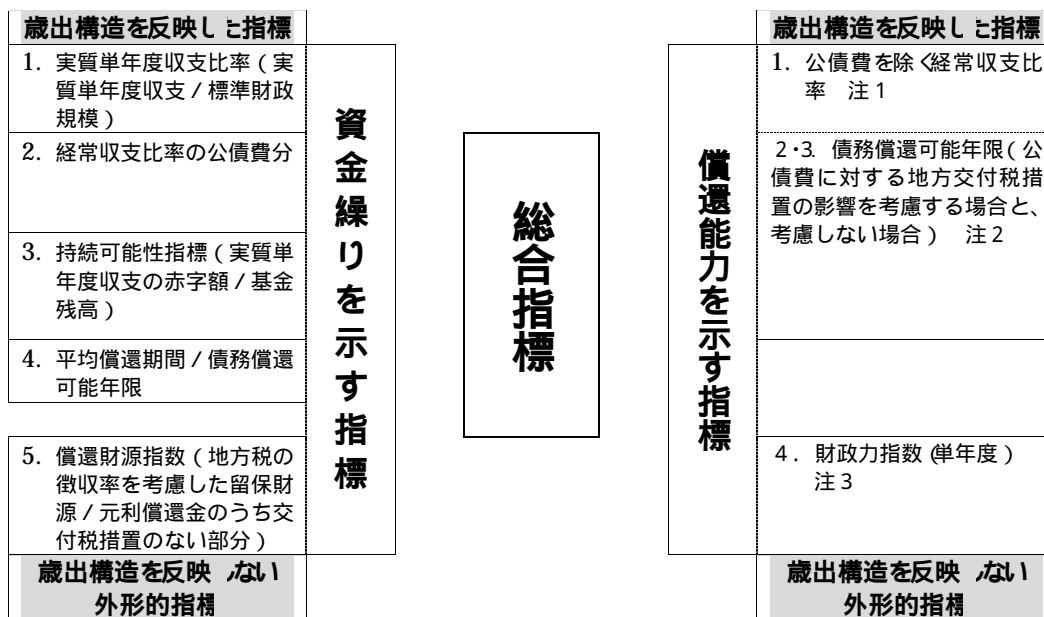 歳出構造を反映した指標
1. 実質単年度収支比率（実
質単年度収支／標準財政
規模）
2. 経常収支比率の公債費分
3. 持続可能性指標（実質単
年度収支の赤字額／基金
残高）
4. 平均償還期間／債務償還
可能年限
5. 償還財源指数（地方税の
徴収率を考慮した留保財
源／元利償還金のうち交
付税措置のない部分）
歳出構造を反映 ない
外形的指標
資金繰りを示す指標
総合指標
償還能力を示す指標
歳出構造を反映した指標
1. 公債費を除く経常収支比
率　注１
２･３. 債務償還可能年限（公
債費に対する地方交付税措
置の影響を考慮する場合と、
考慮しない場合）　注２
４．財政力指数（単年度）
注３
歳出構造を反映 ない
外形的指標